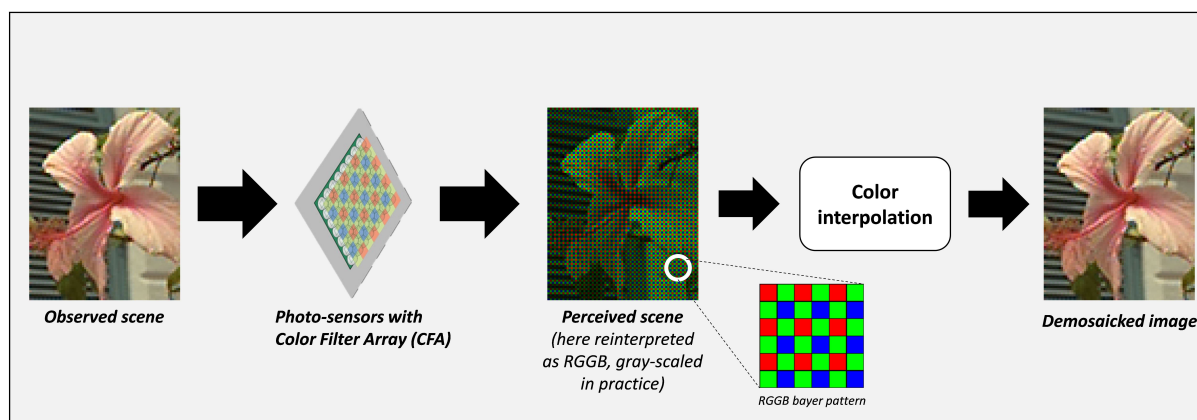 Observed scene
Photo-sensors with
Color Filter Array (CFA)
Perceived scene
(here reinterpreted
as RGGB, gray-scaled
in practice)
Color
interpolation
RGGB bayer pattern
Demosaicked image